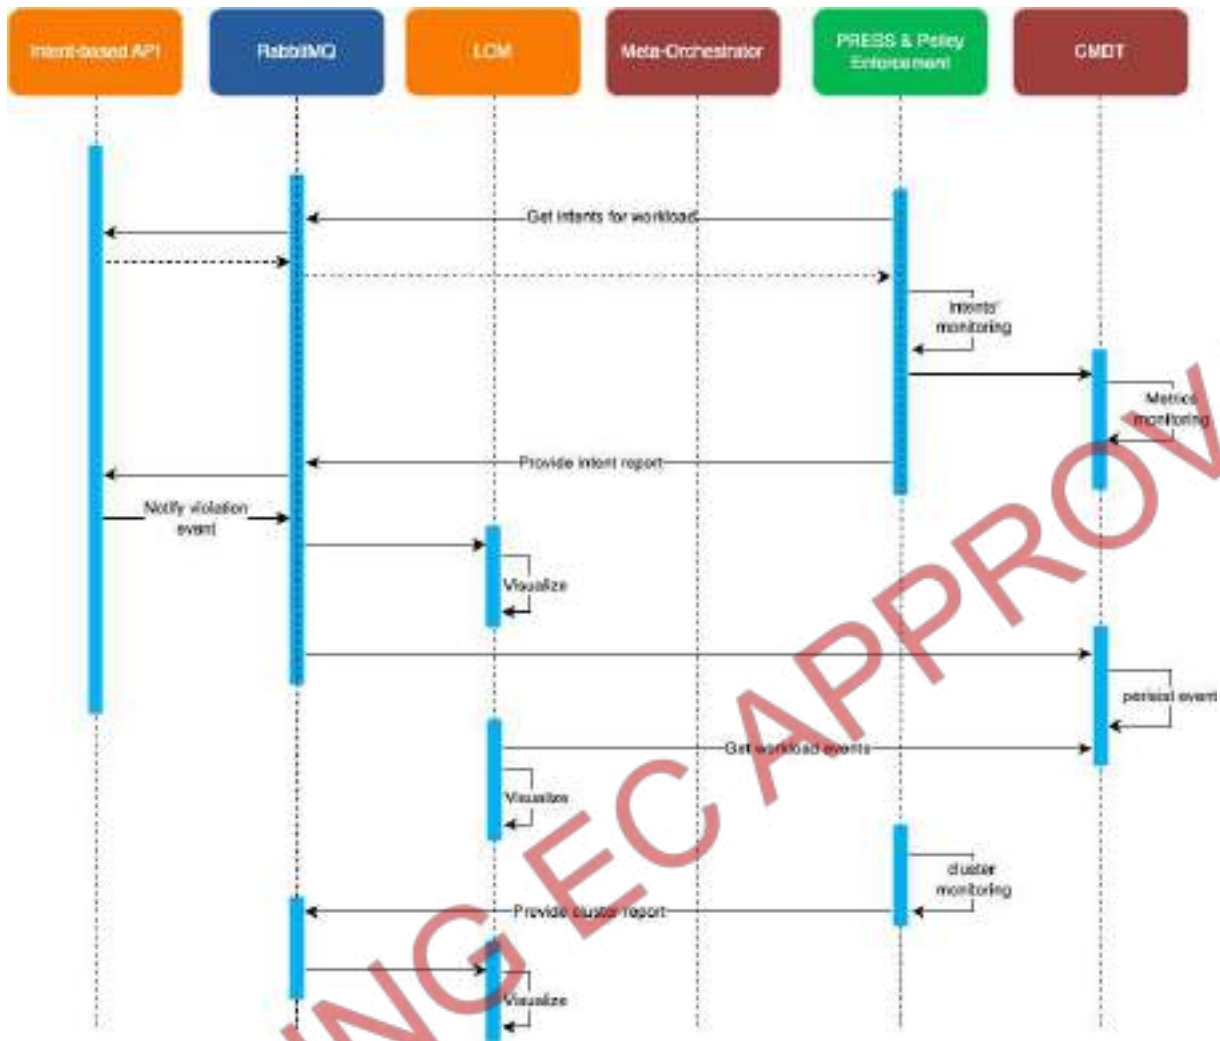 Intent-based API
RabbitMQ
LCM
Meta-Orchestrator
PRESS & Policy
Enforcement
CMDT
Get intents for workload
Intents'
monitoring
Metrics
monitoring
Provide intent report
Notify violation
event
Visualize
persist event
Get workload events
Visualize
cluster
monitoring
Provide cluster report
Visualize
ING EC APPROV